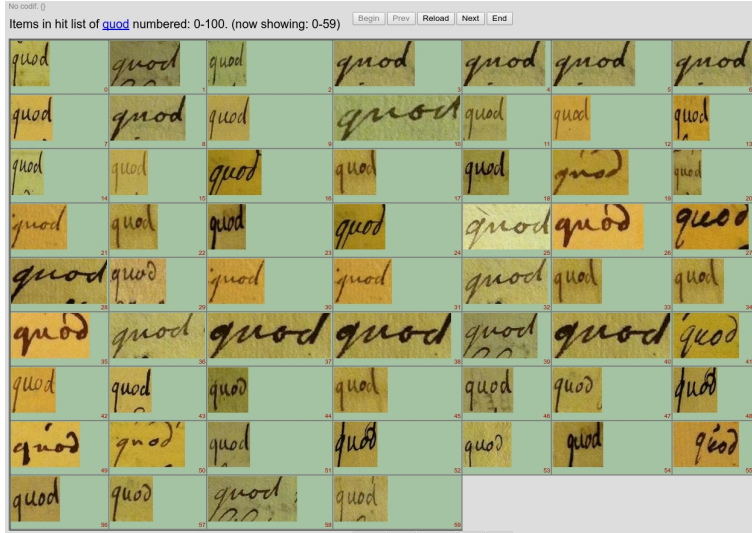 No codif. {}
Items in hit list of quod numbered: 0-100. (now showing: 0-59) Begin Prev Reload Next End
quod quod quod quod quod quod quod
0 1 2 3 4 5 6
quod quod quod quod quod quod quod
7 8 9 10 11 12 13
quod quod quod quod quod quod quod
14 15 16 17 18 19 20
quod quod quod quod quod quod quod
21 22 23 24 25 26 27
quod quod quod quod quod quod quod
28 29 30 31 32 33 34
quod quod quod quod quod quod quod
35 36 37 38 39 40 41
quod quod quod quod quod quod quod
42 43 44 45 46 47 48
quod quod quod quod quod quod quod
49 50 51 52 53 54 55
quod quod quod quod
56 57 58 59